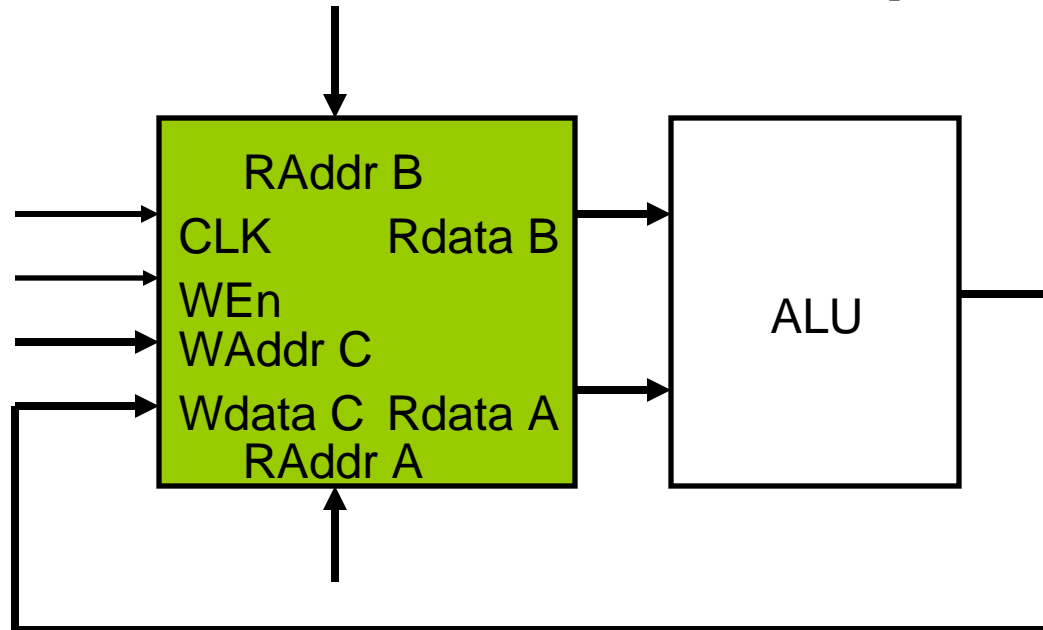 RAddr B
CLK Rdata B
WEn
ALU
WAddr C
Wdata C Rdata A
RAddr A